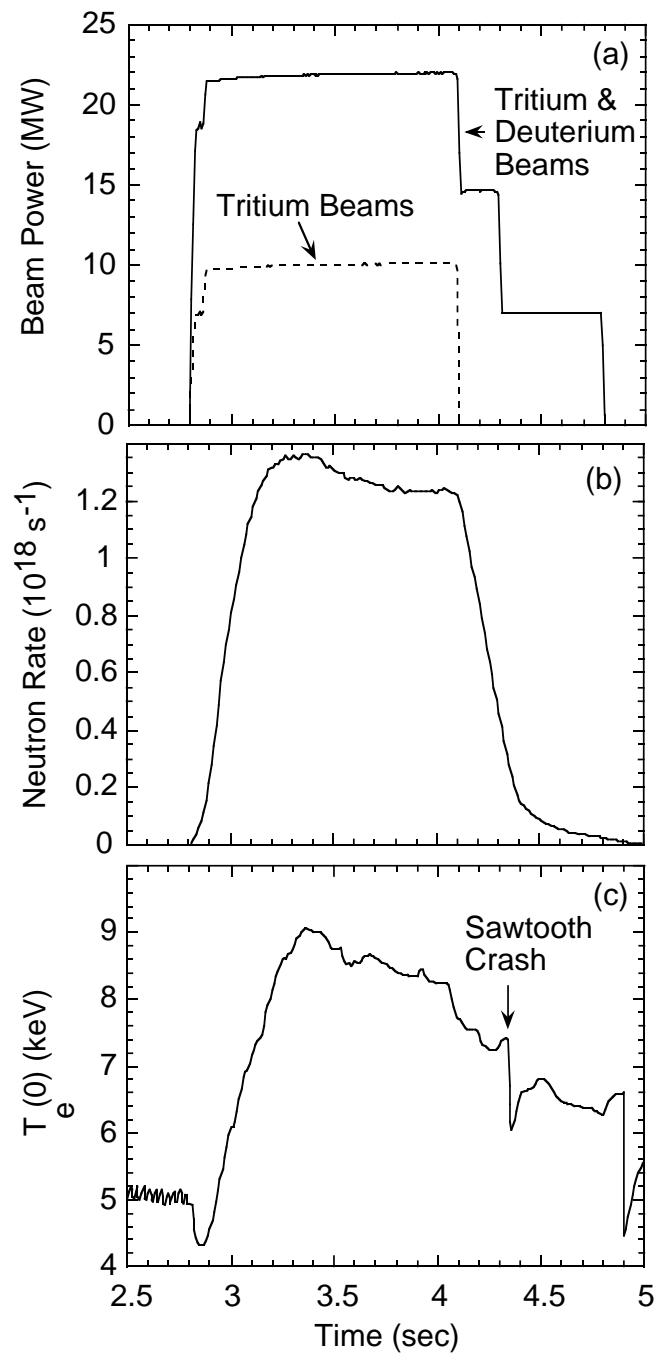 25
20
15
10
5
0
Beam Power (MW)
(a)
Tritium &
Deuterium
Beams
Tritium Beams
1.2
1
0.8
0.6
0.4
0.2
0
Neutron Rate (10^18 s^-1)
(b)
9
8
7
6
5
4
T_e(0) (keV)
(c)
Sawtooth
Crash
2.5 3 3.5 4 4.5 5
Time (sec)